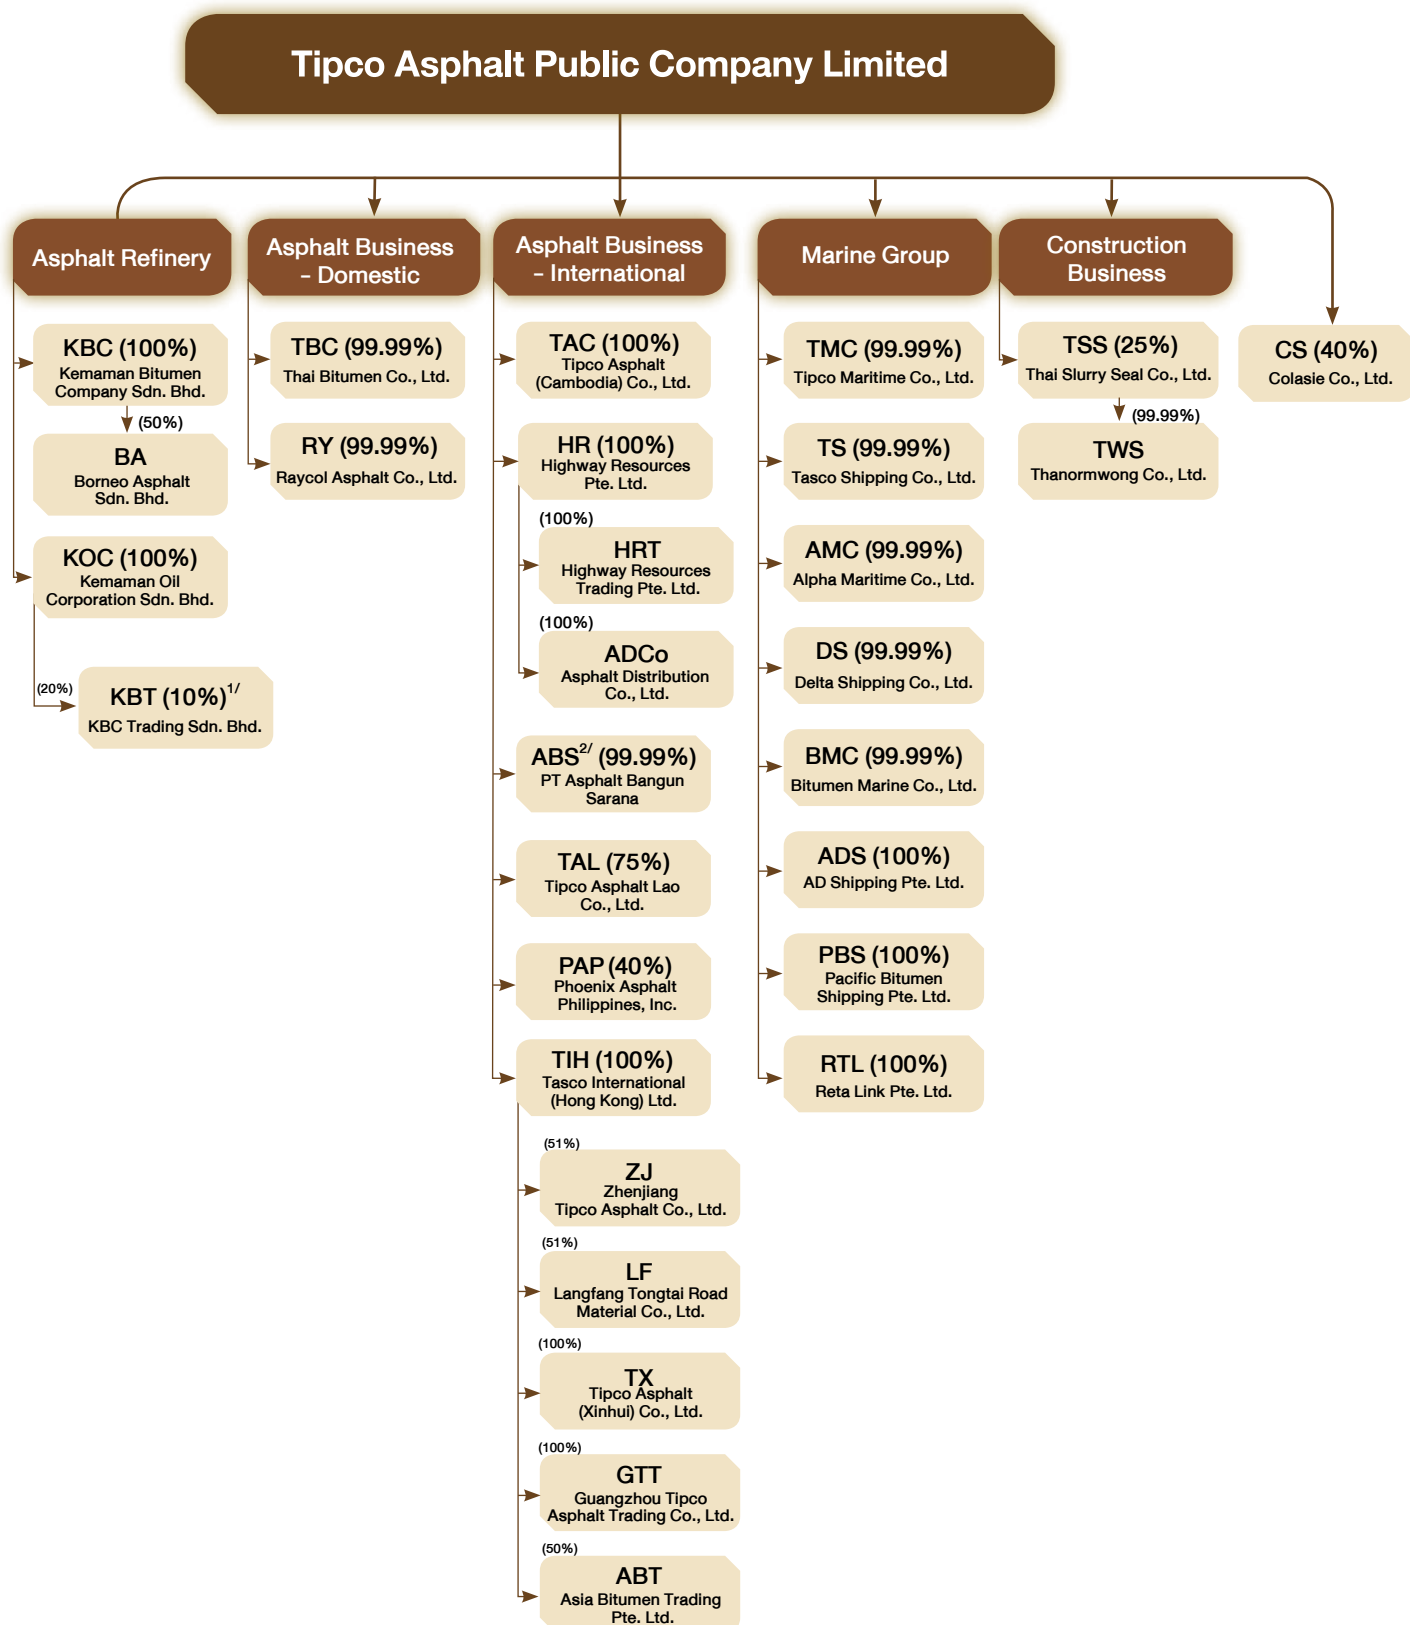 Tipco Asphalt Public Company Limited
Asphalt Refinery
KBC (100%)
Kemaman Bitumen
Company Sdn. Bhd.
(50%)
BA
Borneo Asphalt
Sdn. Bhd.
KOC (100%)
Kemaman Oil
Corporation Sdn. Bhd.
(20%)
KBT (10%)1/
KBC Trading Sdn. Bhd.
Asphalt Business
– Domestic
TBC (99.99%)
Thai Bitumen Co., Ltd.
RY (99.99%)
Raycol Asphalt Co., Ltd.
Asphalt Business
– International
TAC (100%)
Tipco Asphalt
(Cambodia) Co., Ltd.
HR (100%)
Highway Resources
Pte. Ltd.
(100%)
HRT
Highway Resources
Trading Pte. Ltd.
(100%)
ADCo
Asphalt Distribution
Co., Ltd.
ABS2/ (99.99%)
PT Asphalt Bangun
Sarana
TAL (75%)
Tipco Asphalt Lao
Co., Ltd.
PAP (40%)
Phoenix Asphalt
Philippines, Inc.
TIH (100%)
Tasco International
(Hong Kong) Ltd.
(51%)
ZJ
Zhenjiang
Tipco Asphalt Co., Ltd.
(51%)
LF
Langfang Tongtai Road
Material Co., Ltd.
(100%)
TX
Tipco Asphalt
(Xinhui) Co., Ltd.
(100%)
GTT
Guangzhou Tipco
Asphalt Trading Co., Ltd.
(50%)
ABT
Asia Bitumen Trading
Pte. Ltd.
Marine Group
TMC (99.99%)
Tipco Maritime Co., Ltd.
TS (99.99%)
Tasco Shipping Co., Ltd.
AMC (99.99%)
Alpha Maritime Co., Ltd.
DS (99.99%)
Delta Shipping Co., Ltd.
BMC (99.99%)
Bitumen Marine Co., Ltd.
ADS (100%)
AD Shipping Pte. Ltd.
PBS (100%)
Pacific Bitumen
Shipping Pte. Ltd.
RTL (100%)
Reta Link Pte. Ltd.
Construction
Business
TSS (25%)
Thai Slurry Seal Co., Ltd.
(99.99%)
TWS
Thanormwong Co., Ltd.
CS (40%)
Colasie Co., Ltd.